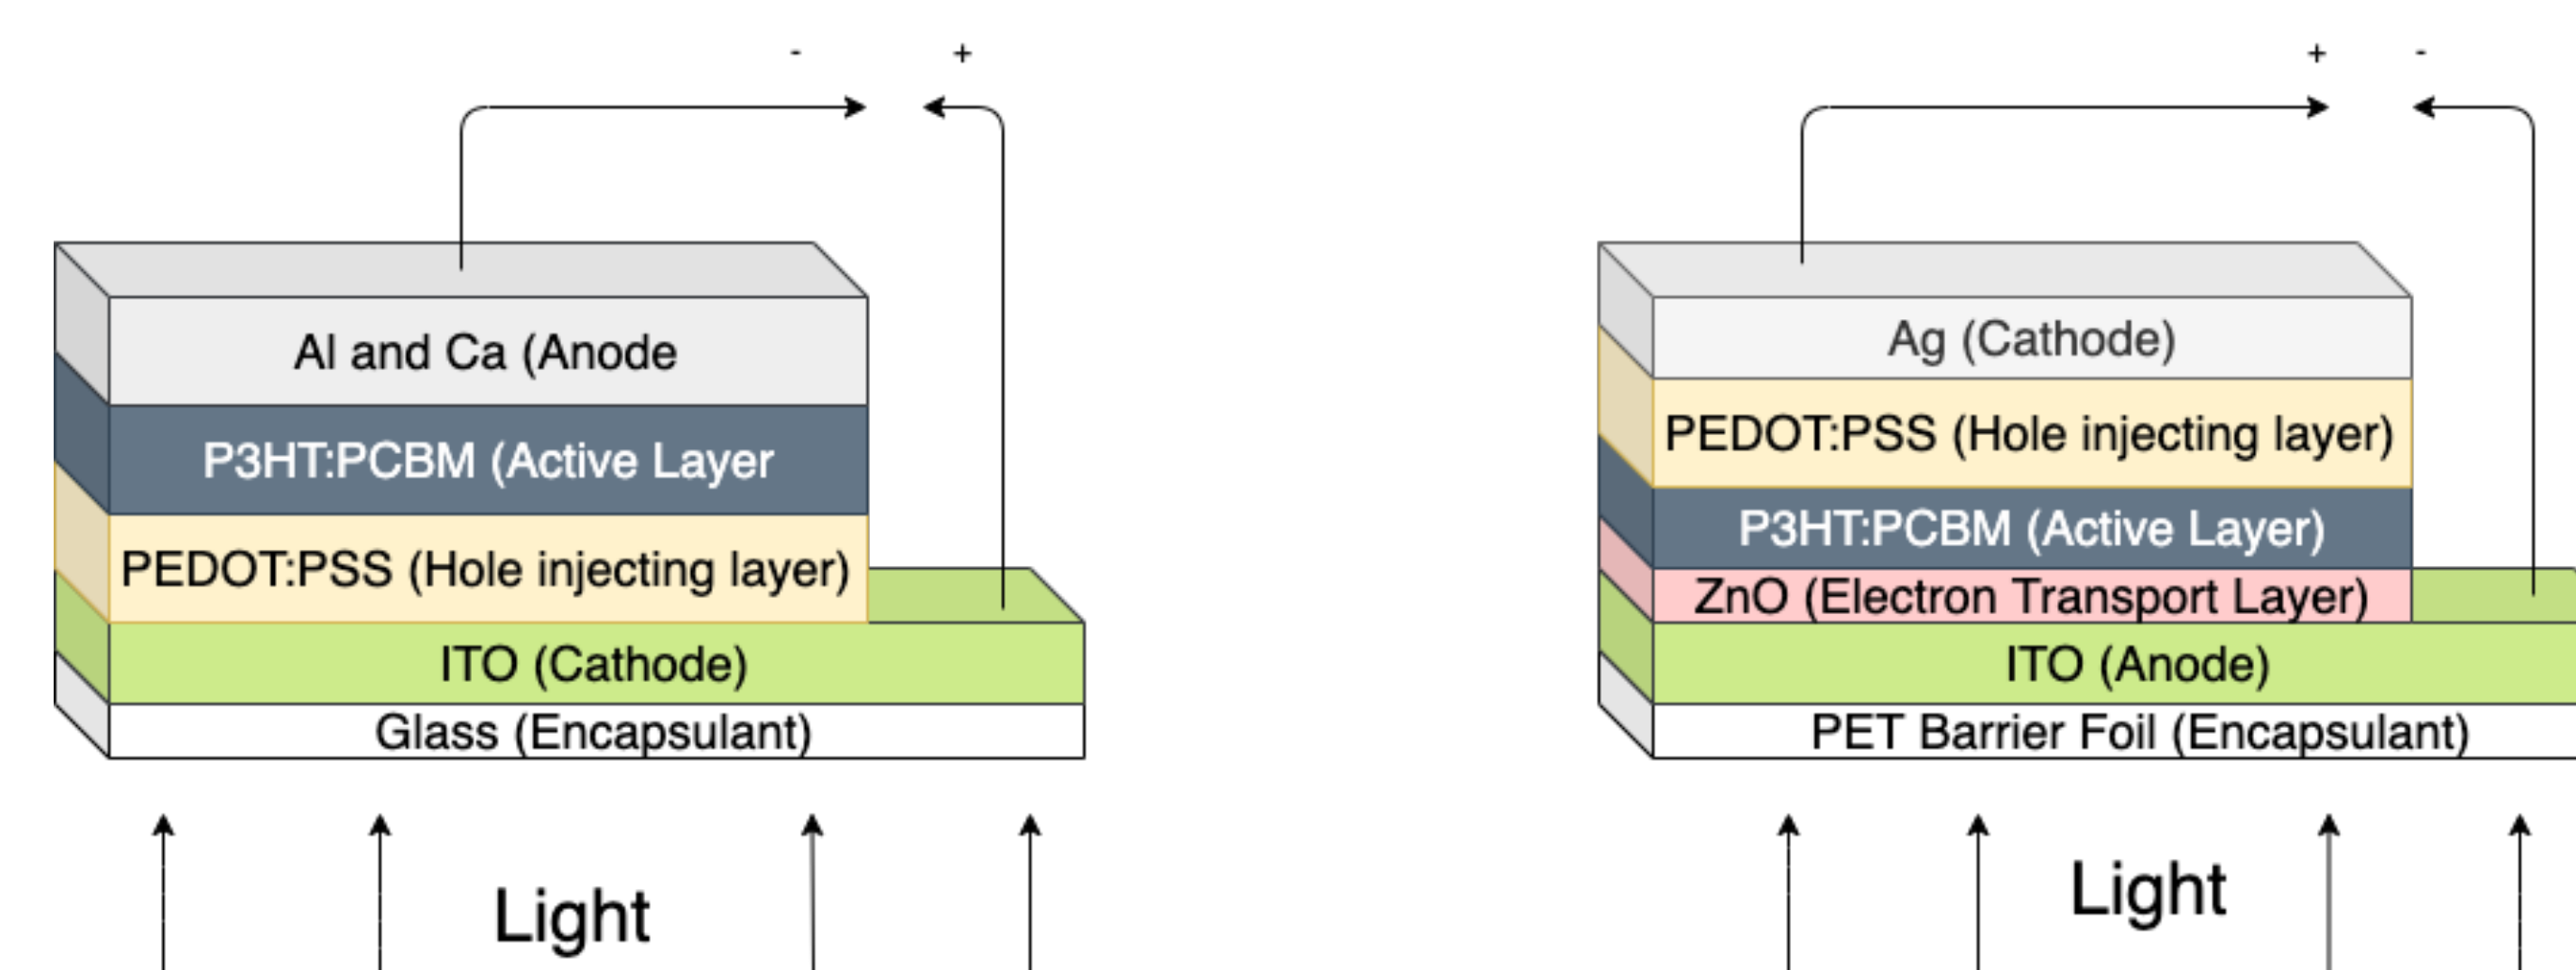 - +
Al and Ca (Anode
P3HT:PCBM (Active Layer
PEDOT:PSS (Hole injecting layer)
ITO (Cathode)
Glass (Encapsulant)
Light
+ -
Ag (Cathode)
PEDOT:PSS (Hole injecting layer)
P3HT:PCBM (Active Layer)
ZnO (Electron Transport Layer)
ITO (Anode)
PET Barrier Foil (Encapsulant)
Light